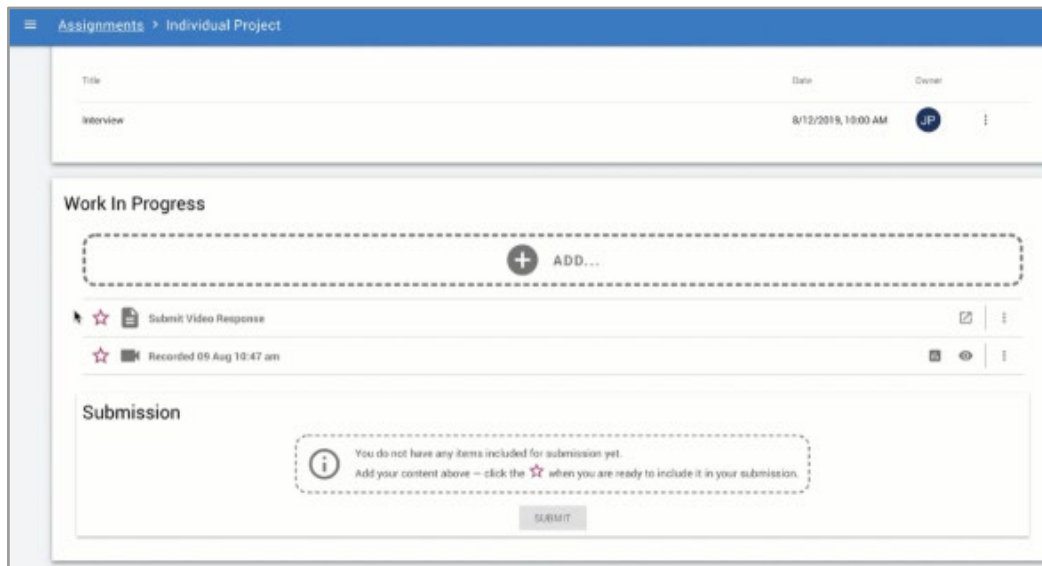 Assignments > Individual Project
Title Date Owner
Interview 8/12/2019, 10:00 AM JP
Work In Progress
ADD...
Submit Video Response
Recorded 09 Aug 10:47 am
Submission
You do not have any items included for submission yet.
Add your content above – click the ☆ when you are ready to include it in your submission.
SUBMIT